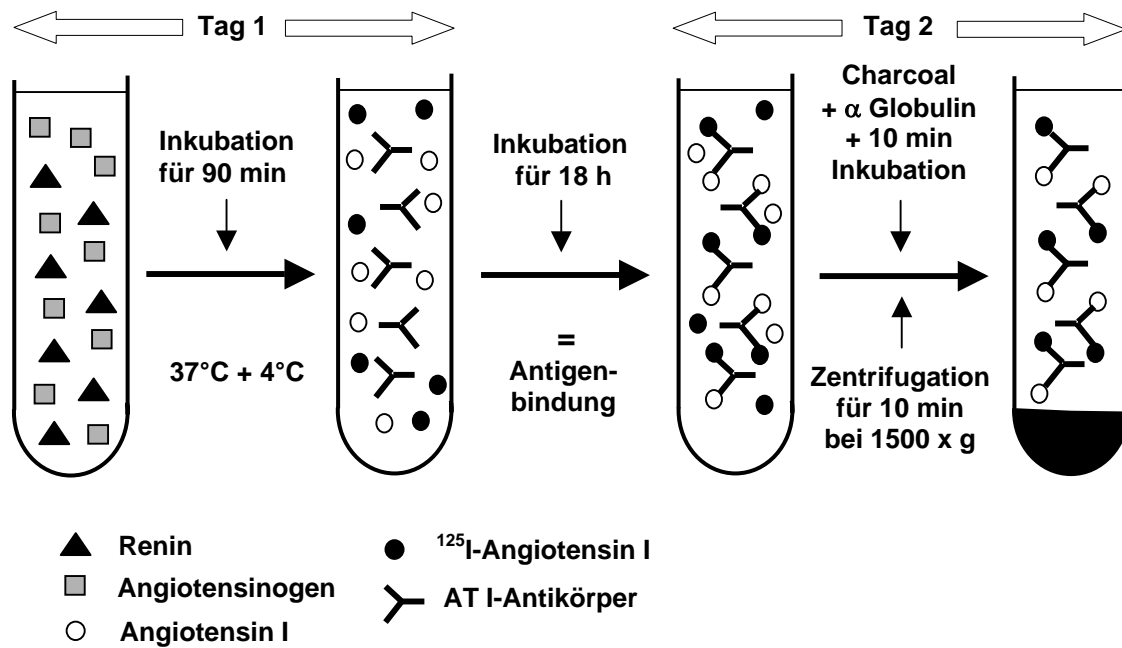 Tag 1
Tag 2
Inkubation
für 90 min
37°C + 4°C
Inkubation
für 18 h
=
Antigen-
bindung
Charcoal
+ α Globulin
+ 10 min
Inkubation
Zentrifugation
für 10 min
bei 1500 x g
Renin
Angiotensinogen
Angiotensin I
¹²⁵I-Angiotensin I
AT I-Antikörper